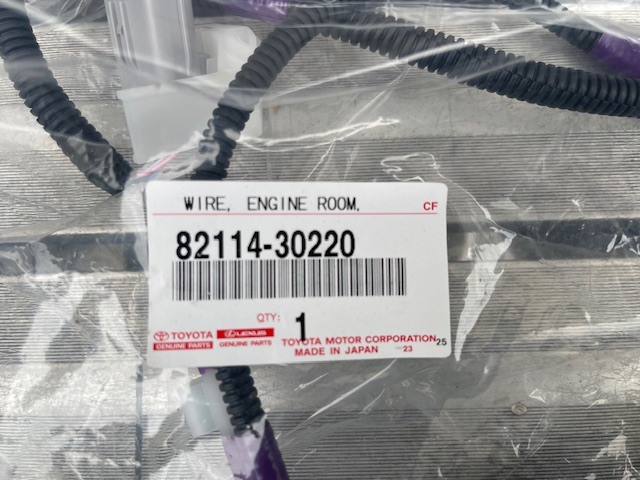 WIRE, ENGINE ROOM,
CF
82114-30220
QTY: 1
TOYOTA
GENUINE PARTS
LEXUS
GENUINE PARTS
TOYOTA MOTOR CORPORATION 25
MADE IN JAPAN -23